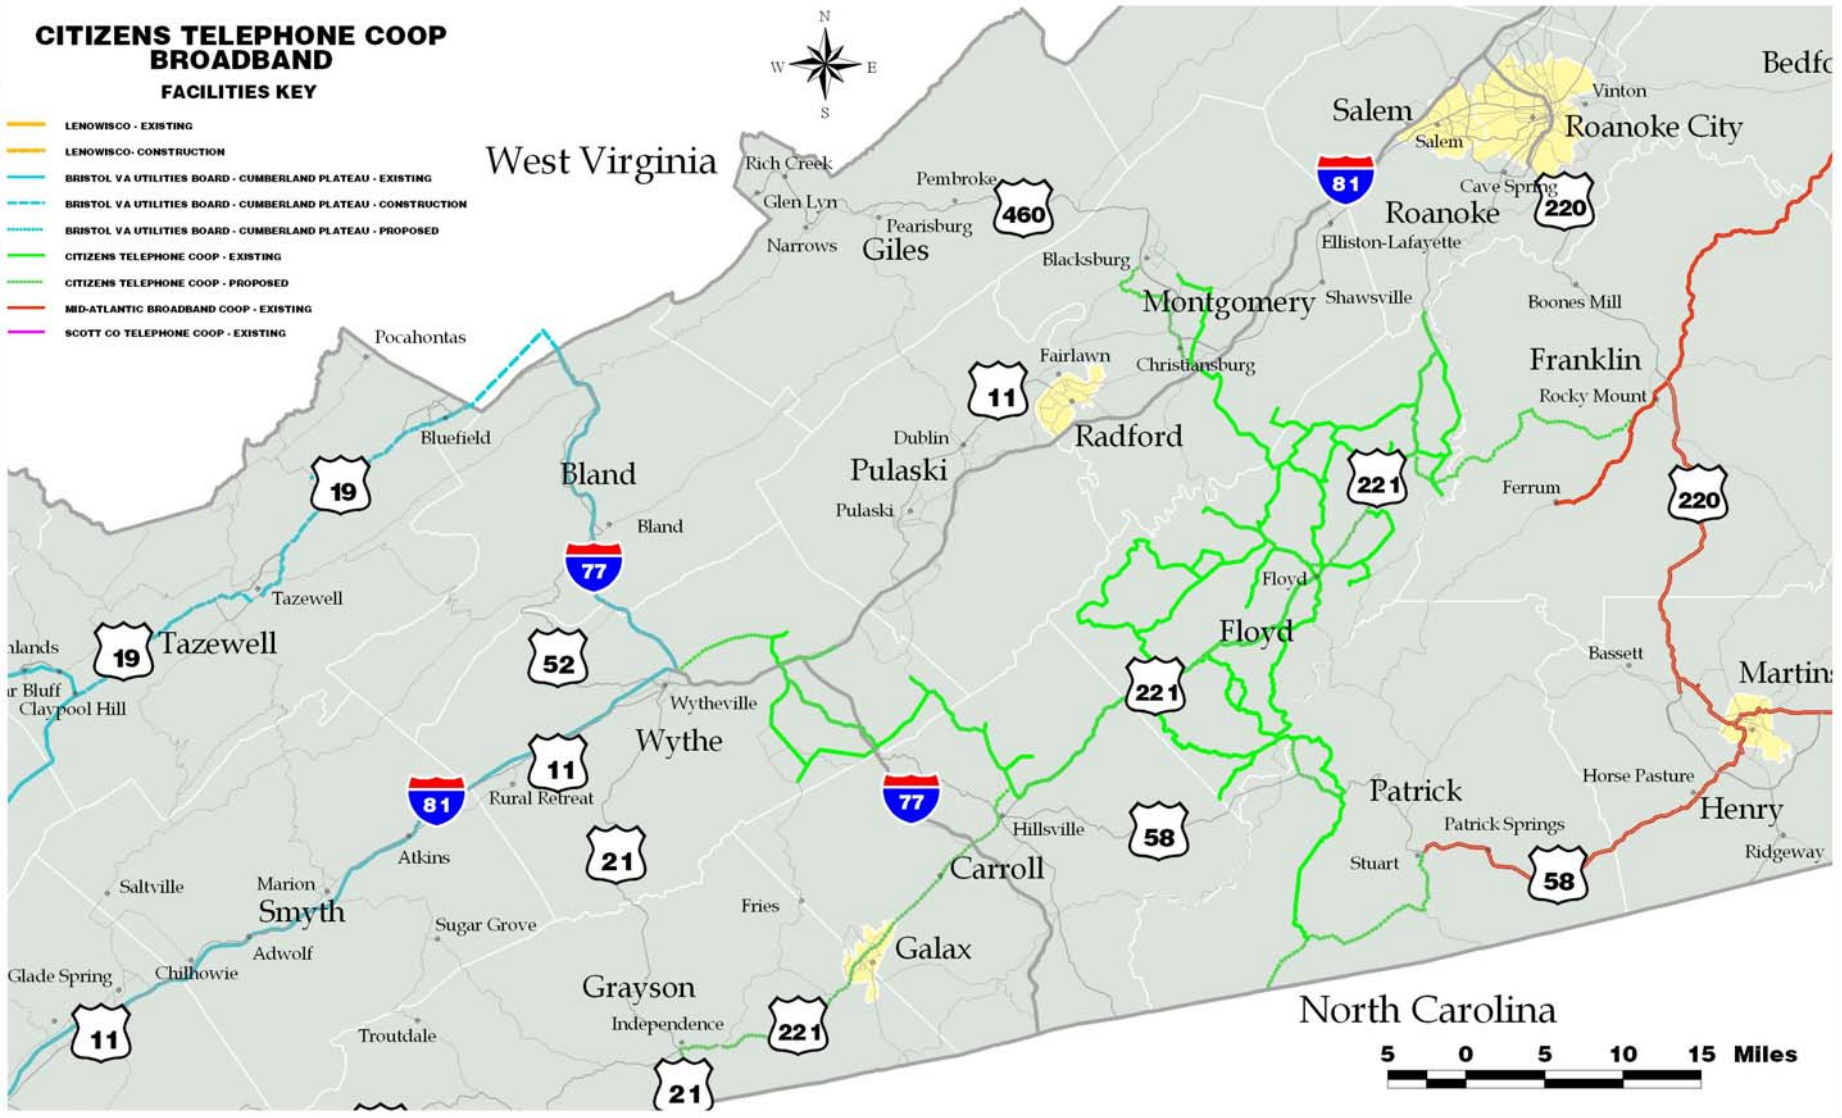 CITIZENS TELEPHONE COOP
BROADBAND
FACILITIES KEY
LENOWISCO - EXISTING
LENOWISCO- CONSTRUCTION
BRISTOL VA UTILITIES BOARD - CUMBERLAND PLATEAU - EXISTING
BRISTOL VA UTILITIES BOARD - CUMBERLAND PLATEAU - CONSTRUCTION
BRISTOL VA UTILITIES BOARD - CUMBERLAND PLATEAU - PROPOSED
CITIZENS TELEPHONE COOP - EXISTING
CITIZENS TELEPHONE COOP - PROPOSED
MID-ATLANTIC BROADBAND COOP - EXISTING
SCOTT CO TELEPHONE COOP - EXISTING
N
W E
S
Bedfo
Vinton
Salem
Roanoke City
Salem
West Virginia
Rich Creek
Pembroke
81
Cave Spring
Glen Lyn
460
220
Pearisburg
Roanoke
Narrows
Giles
Elliston-Lafayette
Blacksburg
Montgomery
Shawsville
Boones Mill
Pocahontas
Fairlawn
Christiansburg
Franklin
11
Rocky Mount
Bluefield
Dublin
Radford
Bland
Pulaski
19
221
Ferrum
220
Pulaski
Bland
77
Floyd
Tazewell
Floyd
Tazewell
19
nlands
52
Bassett
Martins
ar Bluff
221
Claypool Hill
Wytheville
Wythe
11
Horse Pasture
81
Rural Retreat
77
Patrick
Henry
Hillsville
58
Patrick Springs
Atkins
21
Stuart
Ridgeway
Carroll
Saltville
Marion
58
Smyth
Fries
Sugar Grove
Adwolf
Galax
Glade Spring
Chilhowie
Grayson
North Carolina
Independence
221
11
Troutdale
21
5 0 5 10 15 Miles